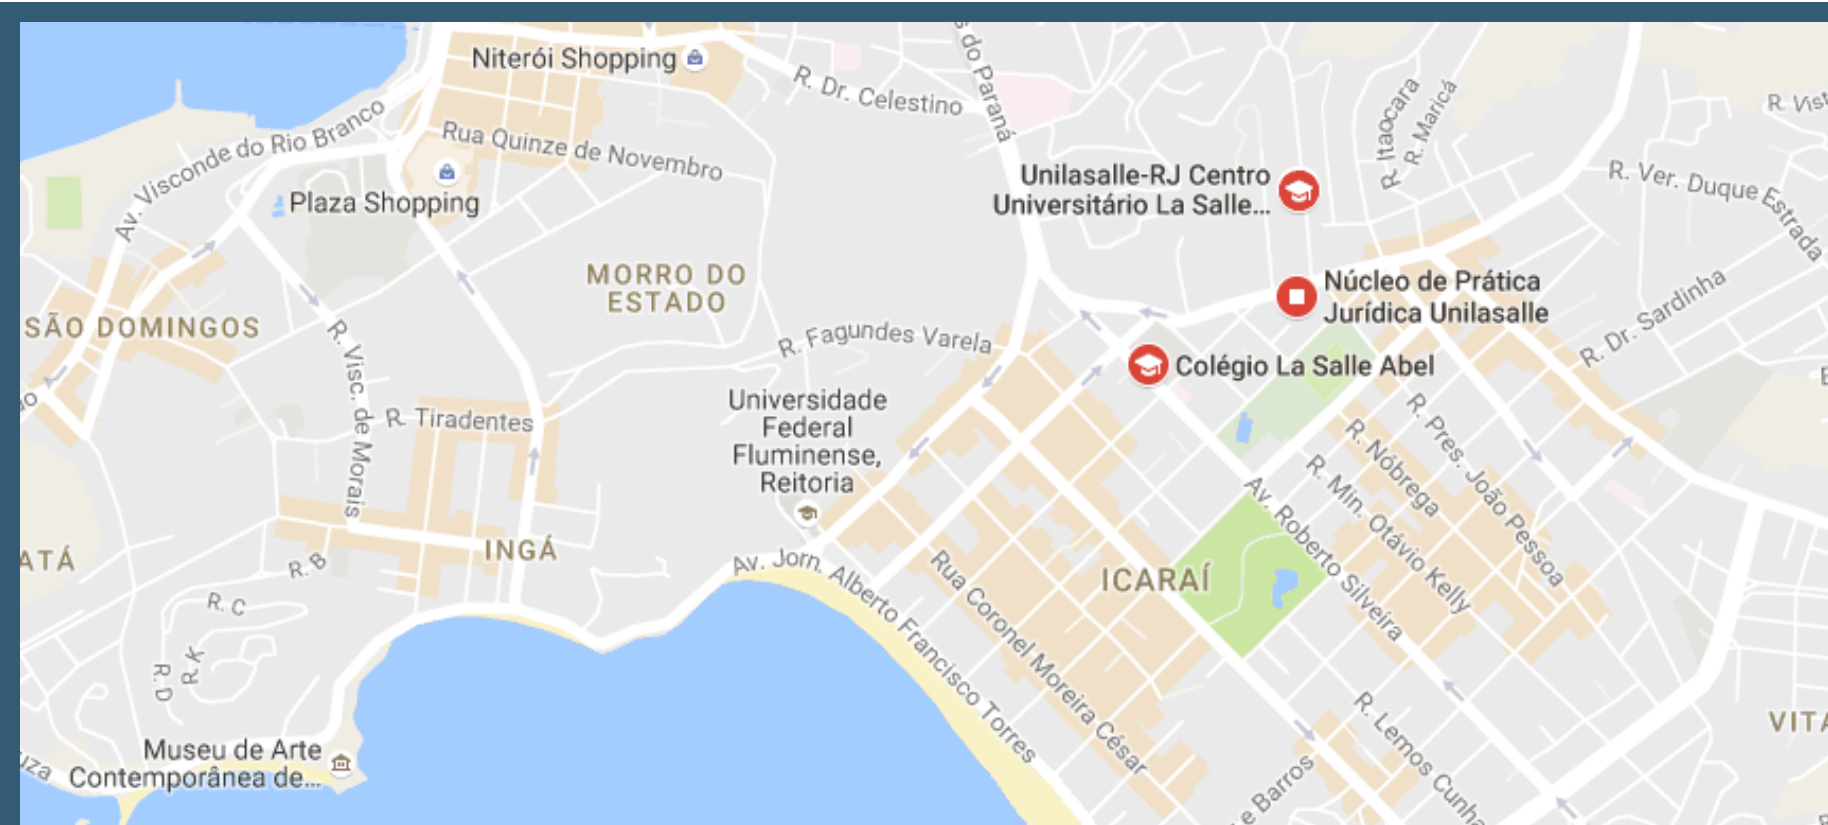 Niterói Shopping
R. Dr. Celestino
s do Paraná
R. Itaocara
R. Maricá
R. Vist
Av. Visconde do Rio Branco
Rua Quinze de Novembro
Plaza Shopping
Unilasalle-RJ Centro
Universitário La Salle...
R. Ver. Duque Estrada
MORRO DO
ESTADO
Núcleo de Prática
Jurídica Unilasalle
SÃO DOMINGOS
R. Visc. de Morais
R. Fagundes Varela
R. Dr. Sardinha
Colégio La Salle Abel
R. Tiradentes
Universidade
Federal
Fluminense,
Reitoria
R. Pres. João Pessoa
R. Nóbrega
R. Min. Otávio Kelly
Av. Roberto Silveira
ATÁ
R. B
INGÁ
Av. Jorn. Alberto Francisco Torres
Rua Coronel Moreira César
ICARAÍ
R. C
R. K
R. D
R. Lemos Cunha
VITA
Museu de Arte
Contemporânea de...
uza
e Barros